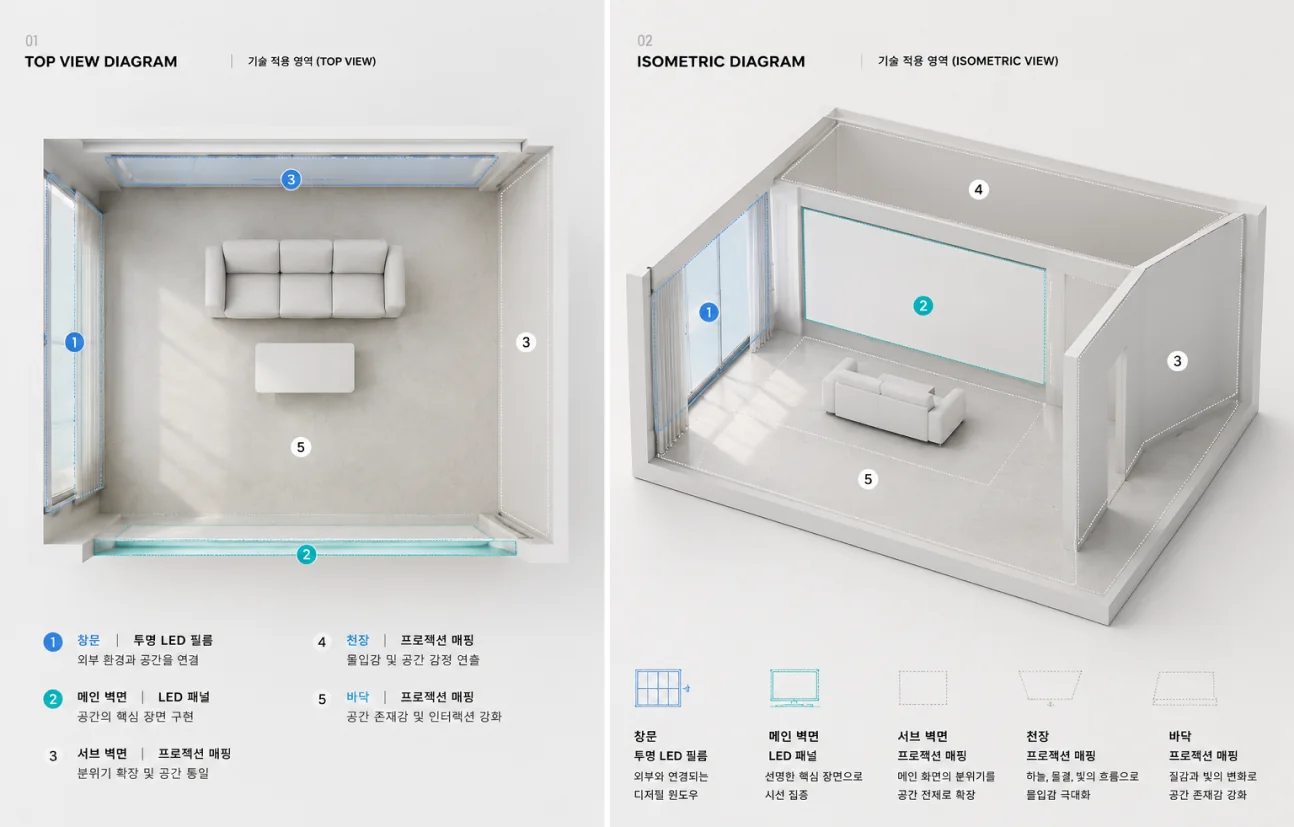 01
TOP VIEW DIAGRAM | 기술 적용 영역 (TOP VIEW)
3
1
3
5
2
1 창문 | 투명 LED 필름
외부 환경과 공간을 연결
2 메인 벽면 | LED 패널
공간의 핵심 장면 구현
3 서브 벽면 | 프로젝션 매핑
분위기 확장 및 공간 통일
4 천장 | 프로젝션 매핑
몰입감 및 공간 감정 연출
5 바닥 | 프로젝션 매핑
공간 존재감 및 인터랙션 강화
02
ISOMETRIC DIAGRAM | 기술 적용 영역 (ISOMETRIC VIEW)
4
1
2
3
5
창문
투명 LED 필름
외부와 연결되는
디저필 윈도우
메인 벽면
LED 패널
선명한 핵심 장면으로
시선 집중
서브 벽면
프로젝션 매핑
메인 화면의 분위기를
공간 전제로 확장
천장
프로젝션 매핑
하늘, 물결, 빛의 흐름으로
몰입감 극대화
바닥
프로젝션 매핑
질감과 빛의 변화로
공간 존재감 강화